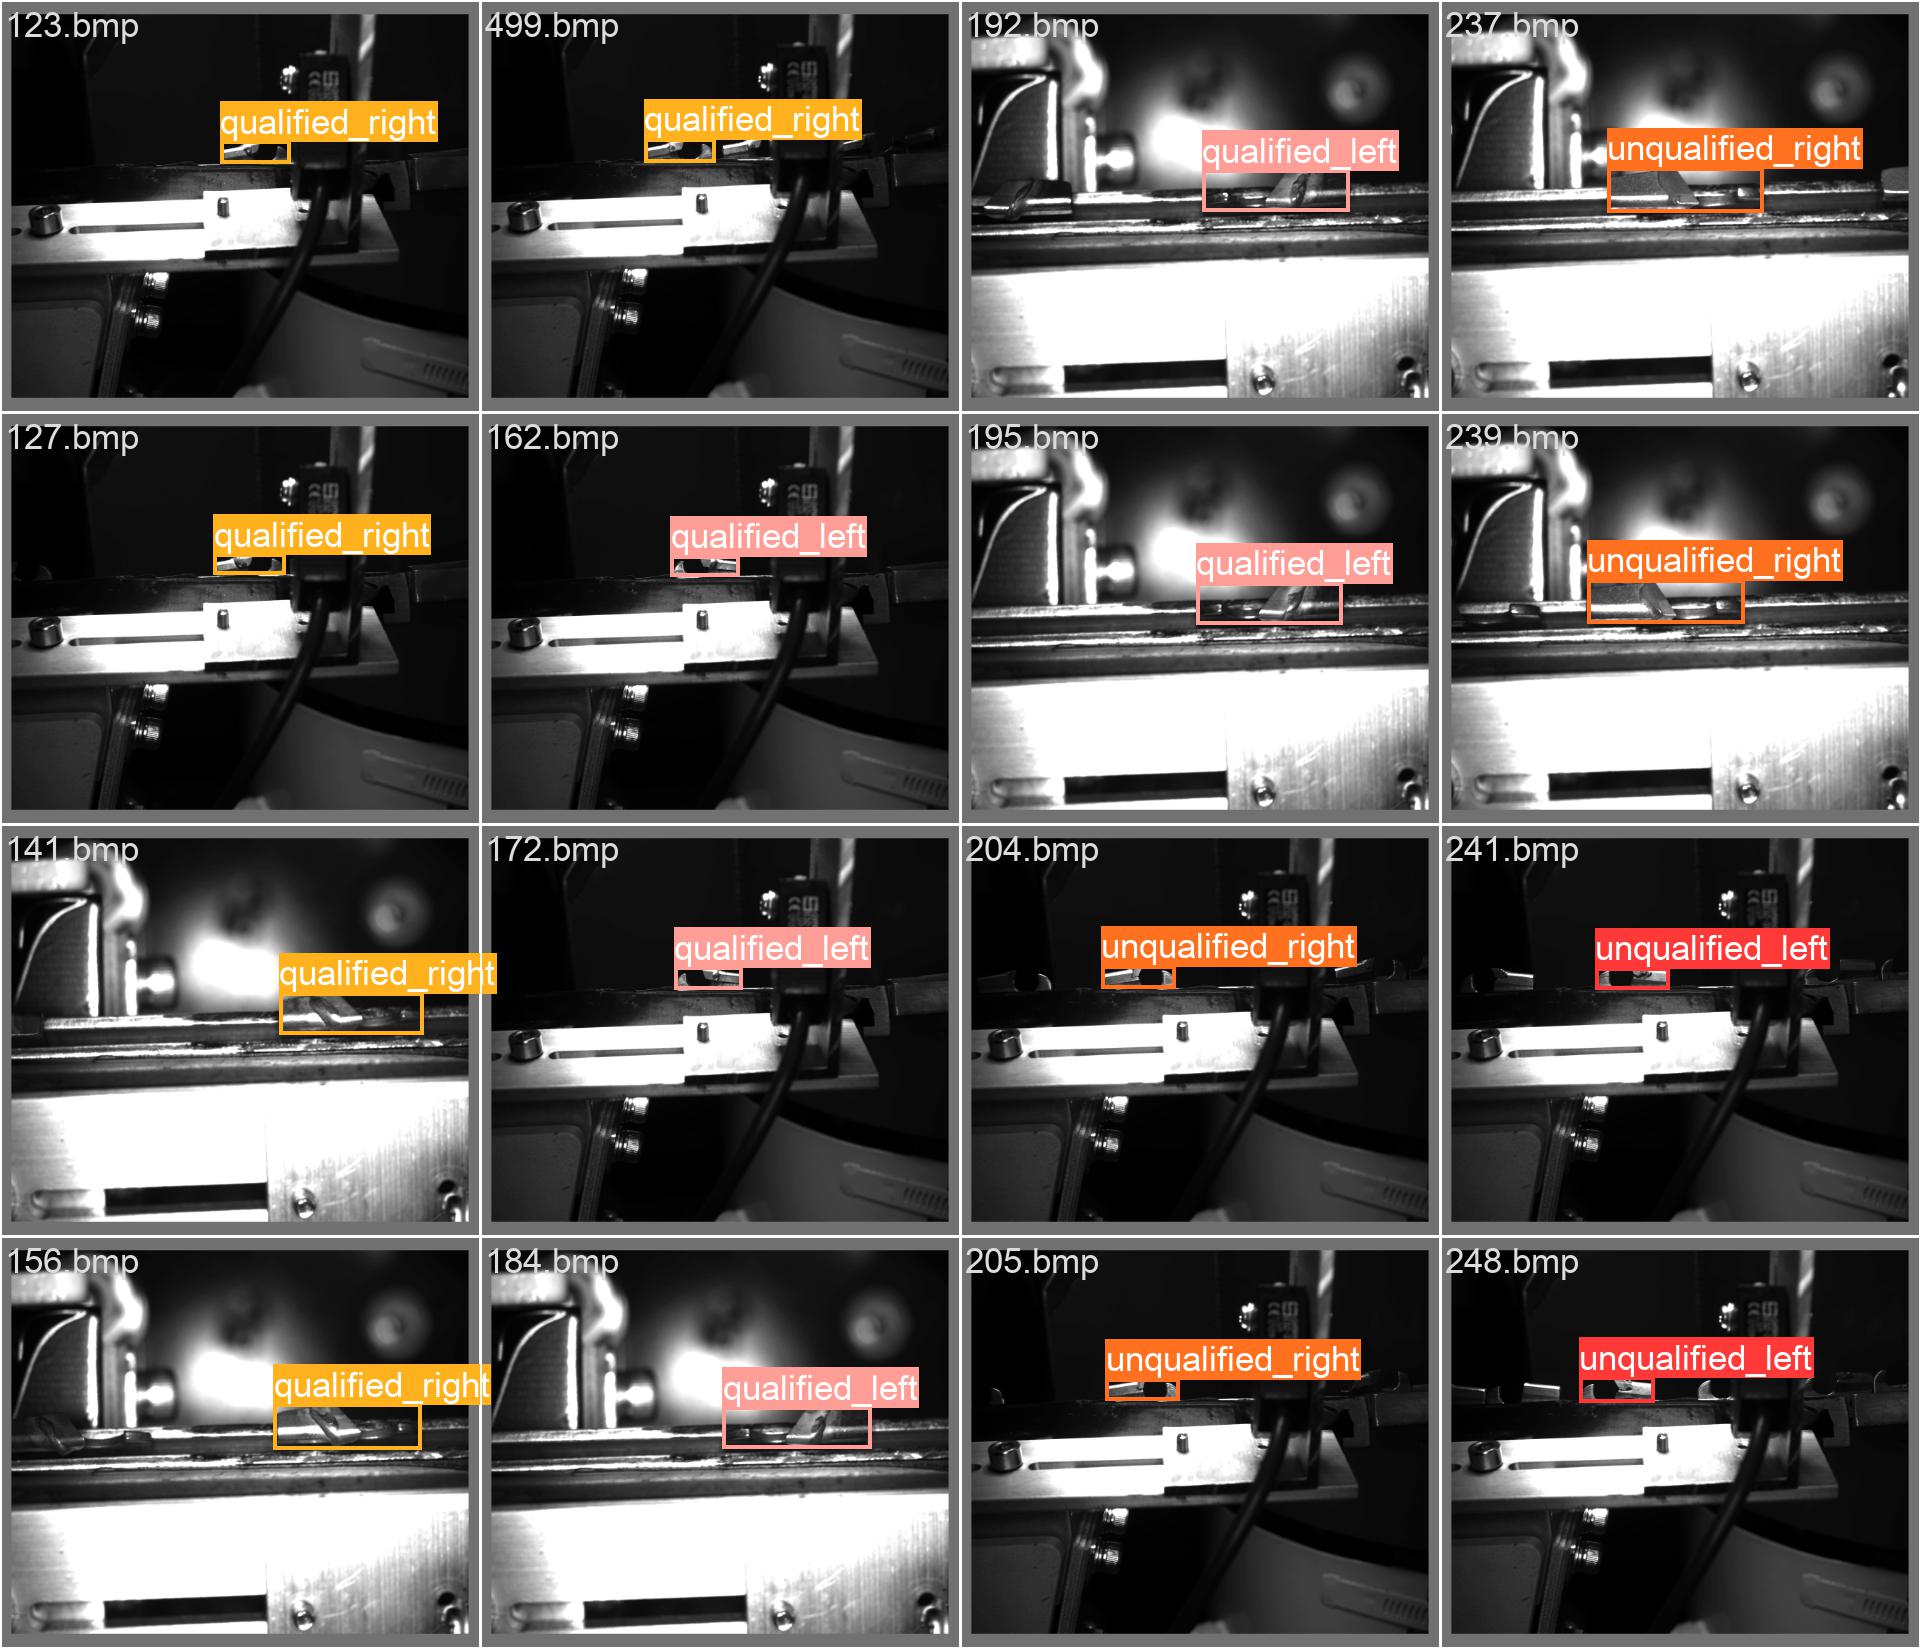 123.bmp
qualified_right
499.bmp
qualified_right
192.bmp
qualified_left
237.bmp
unqualified_right
127.bmp
qualified_right
162.bmp
qualified_left
195.bmp
qualified_left
239.bmp
unqualified_right
141.bmp
qualified_right
172.bmp
qualified_left
204.bmp
unqualified_right
241.bmp
unqualified_left
156.bmp
qualified_right
184.bmp
qualified_left
205.bmp
unqualified_right
248.bmp
unqualified_left